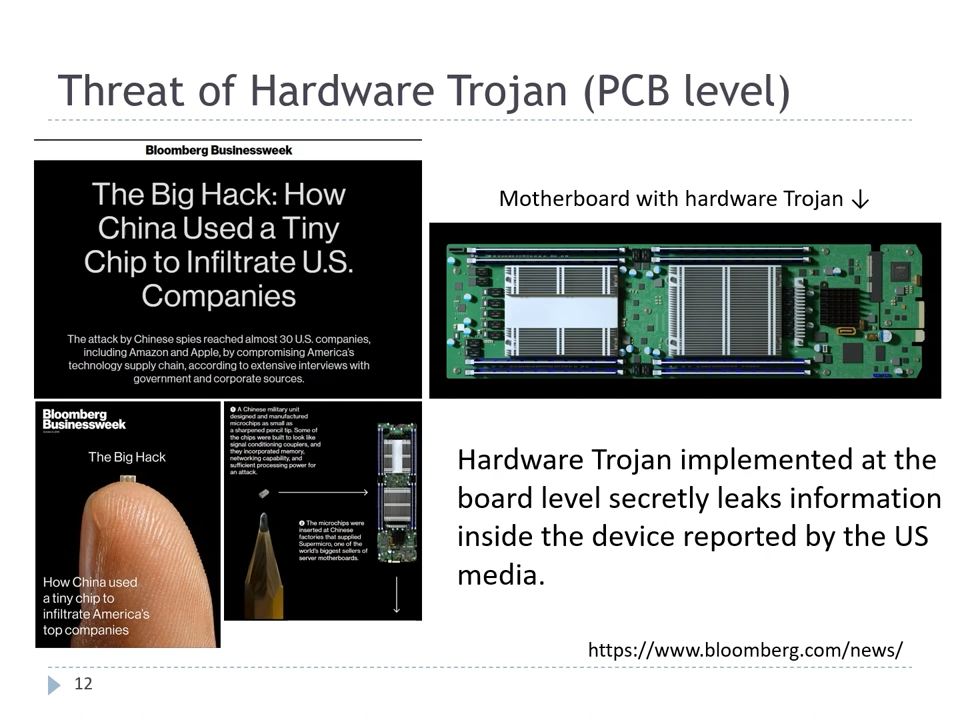 Threat of Hardware Trojan (PCB level)
Bloomberg Businessweek
The Big Hack: How
China Used a Tiny
Chip to Infiltrate U.S.
Companies
The attack by Chinese spies reached almost 30 U.S. companies,
including Amazon and Apple, by compromising America's
technology supply chain, according to extensive interviews with
government and corporate sources.
Motherboard with hardware Trojan ↓
Bloomberg
Businessweek
The Big Hack
How China used
a tiny chip to
infiltrate America's
top companies
A Chinese military unit
designed and manufactured
microchips as small as
a sharpened pencil tip. Some of
the chips were built to look like
signal conditioning couplers, and
they incorporated memory,
networking capability, and
sufficient processing power for
an attack.
The microchips were
inserted at Chinese
factories that supplied
Supermicro, one of the
world's biggest sellers of
server motherboards.
Hardware Trojan implemented at the
board level secretly leaks information
inside the device reported by the US
media.
https://www.bloomberg.com/news/
12